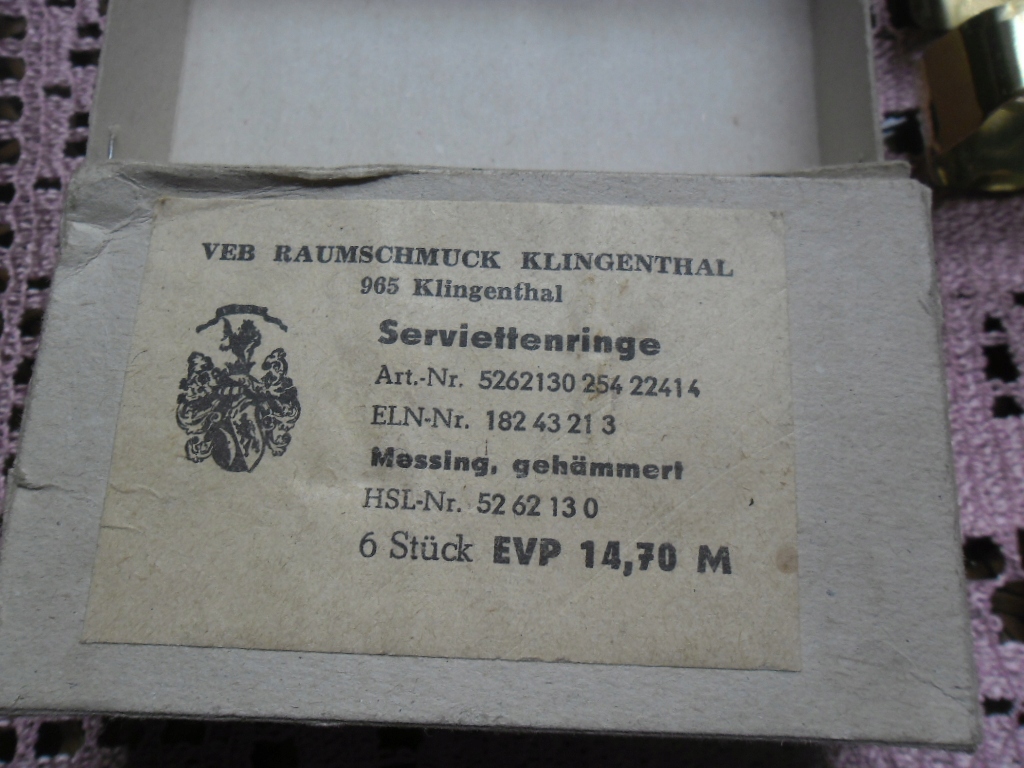 VEB RAUMSCHMUCK KLINGENTHAL
965 Klingenthal
Serviettenringe
Art.-Nr. 5262130 254 22414
ELN-Nr. 182 43 21 3
Messing, gehämmert
HSL-Nr. 52 62 13 0
6 Stück EVP 14,70 M